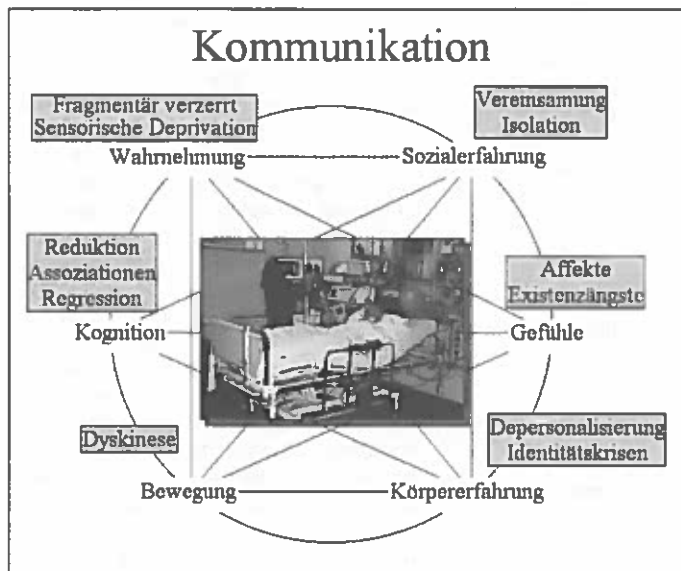 Kommunikation
Fragmentär verzerrt
Sensorische Deprivation
Wahrnehmung
Vereinsamung
Isolation
Sozialerfahrung
Reduktion
Assoziationen
Regression
Kognition
Affekte
Existenzängste
Gefühle
Dyskinese
Bewegung
Depersonalisierung
Identitätskrisen
Körpererfahrung